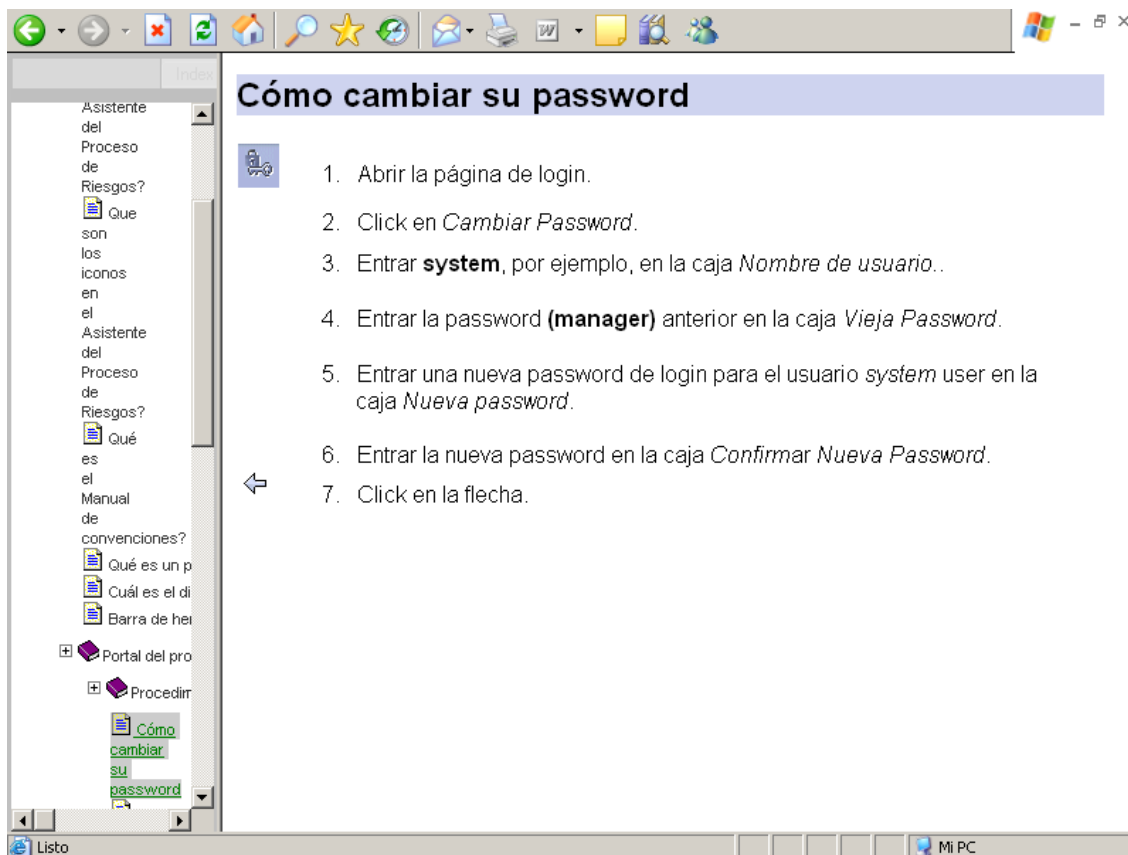 Index
Asistente
del
Proceso
de
Riesgos?
Que
son
los
iconos
en
el
Asistente
del
Proceso
de
Riesgos?
Qué
es
el
Manual
de
convenciones?
Qué es un p
Cuál es el di
Barra de her
Portal del pro
Procedim
Cómo
cambiar
su
password
Cómo cambiar su password
1. Abrir la página de login.
2. Click en Cambiar Password.
3. Entrar system, por ejemplo, en la caja Nombre de usuario..
4. Entrar la password (manager) anterior en la caja Vieja Password.
5. Entrar una nueva password de login para el usuario system user en la
caja Nueva password.
6. Entrar la nueva password en la caja Confirmar Nueva Password.
7. Click en la flecha.
Listo
Mi PC